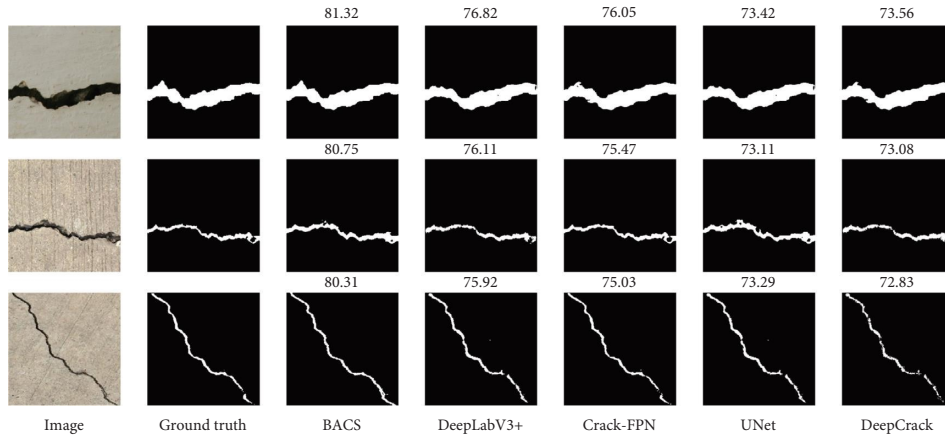 81.32 76.82 76.05 73.42 73.56
80.75 76.11 75.47 73.11 73.08
80.31 75.92 75.03 73.29 72.83
Image Ground truth BACS DeepLabV3+ Crack-FPN UNet DeepCrack